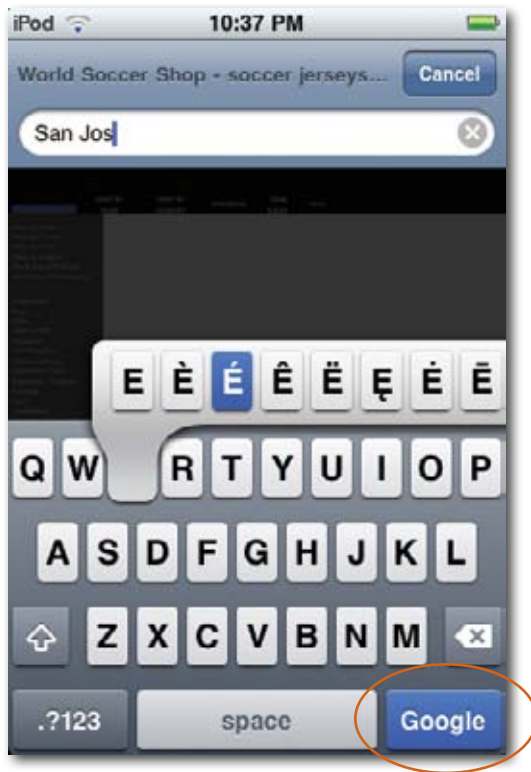 iPod 10:37 PM
World Soccer Shop - soccer jerseys... Cancel
San Jos
E È É Ê Ë Ę Ė Ē
Q W R T Y U I O P
A S D F G H J K L
Z X C V B N M
.?123 space Google